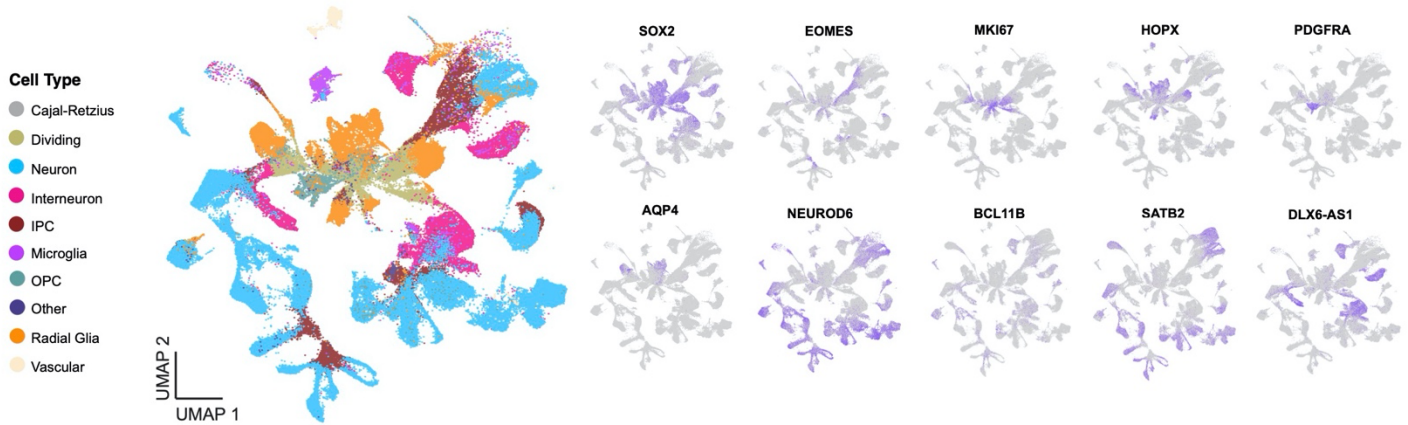 Cell Type
Cajal-Retzius
Dividing
Neuron
Interneuron
IPC
Microglia
OPC
Other
Radial Glia
Vascular
UMAP 2
UMAP 1
SOX2 EOMES MKI67 HOPX PDGFRA
AQP4 NEUROD6 BCL11B SATB2 DLX6-AS1